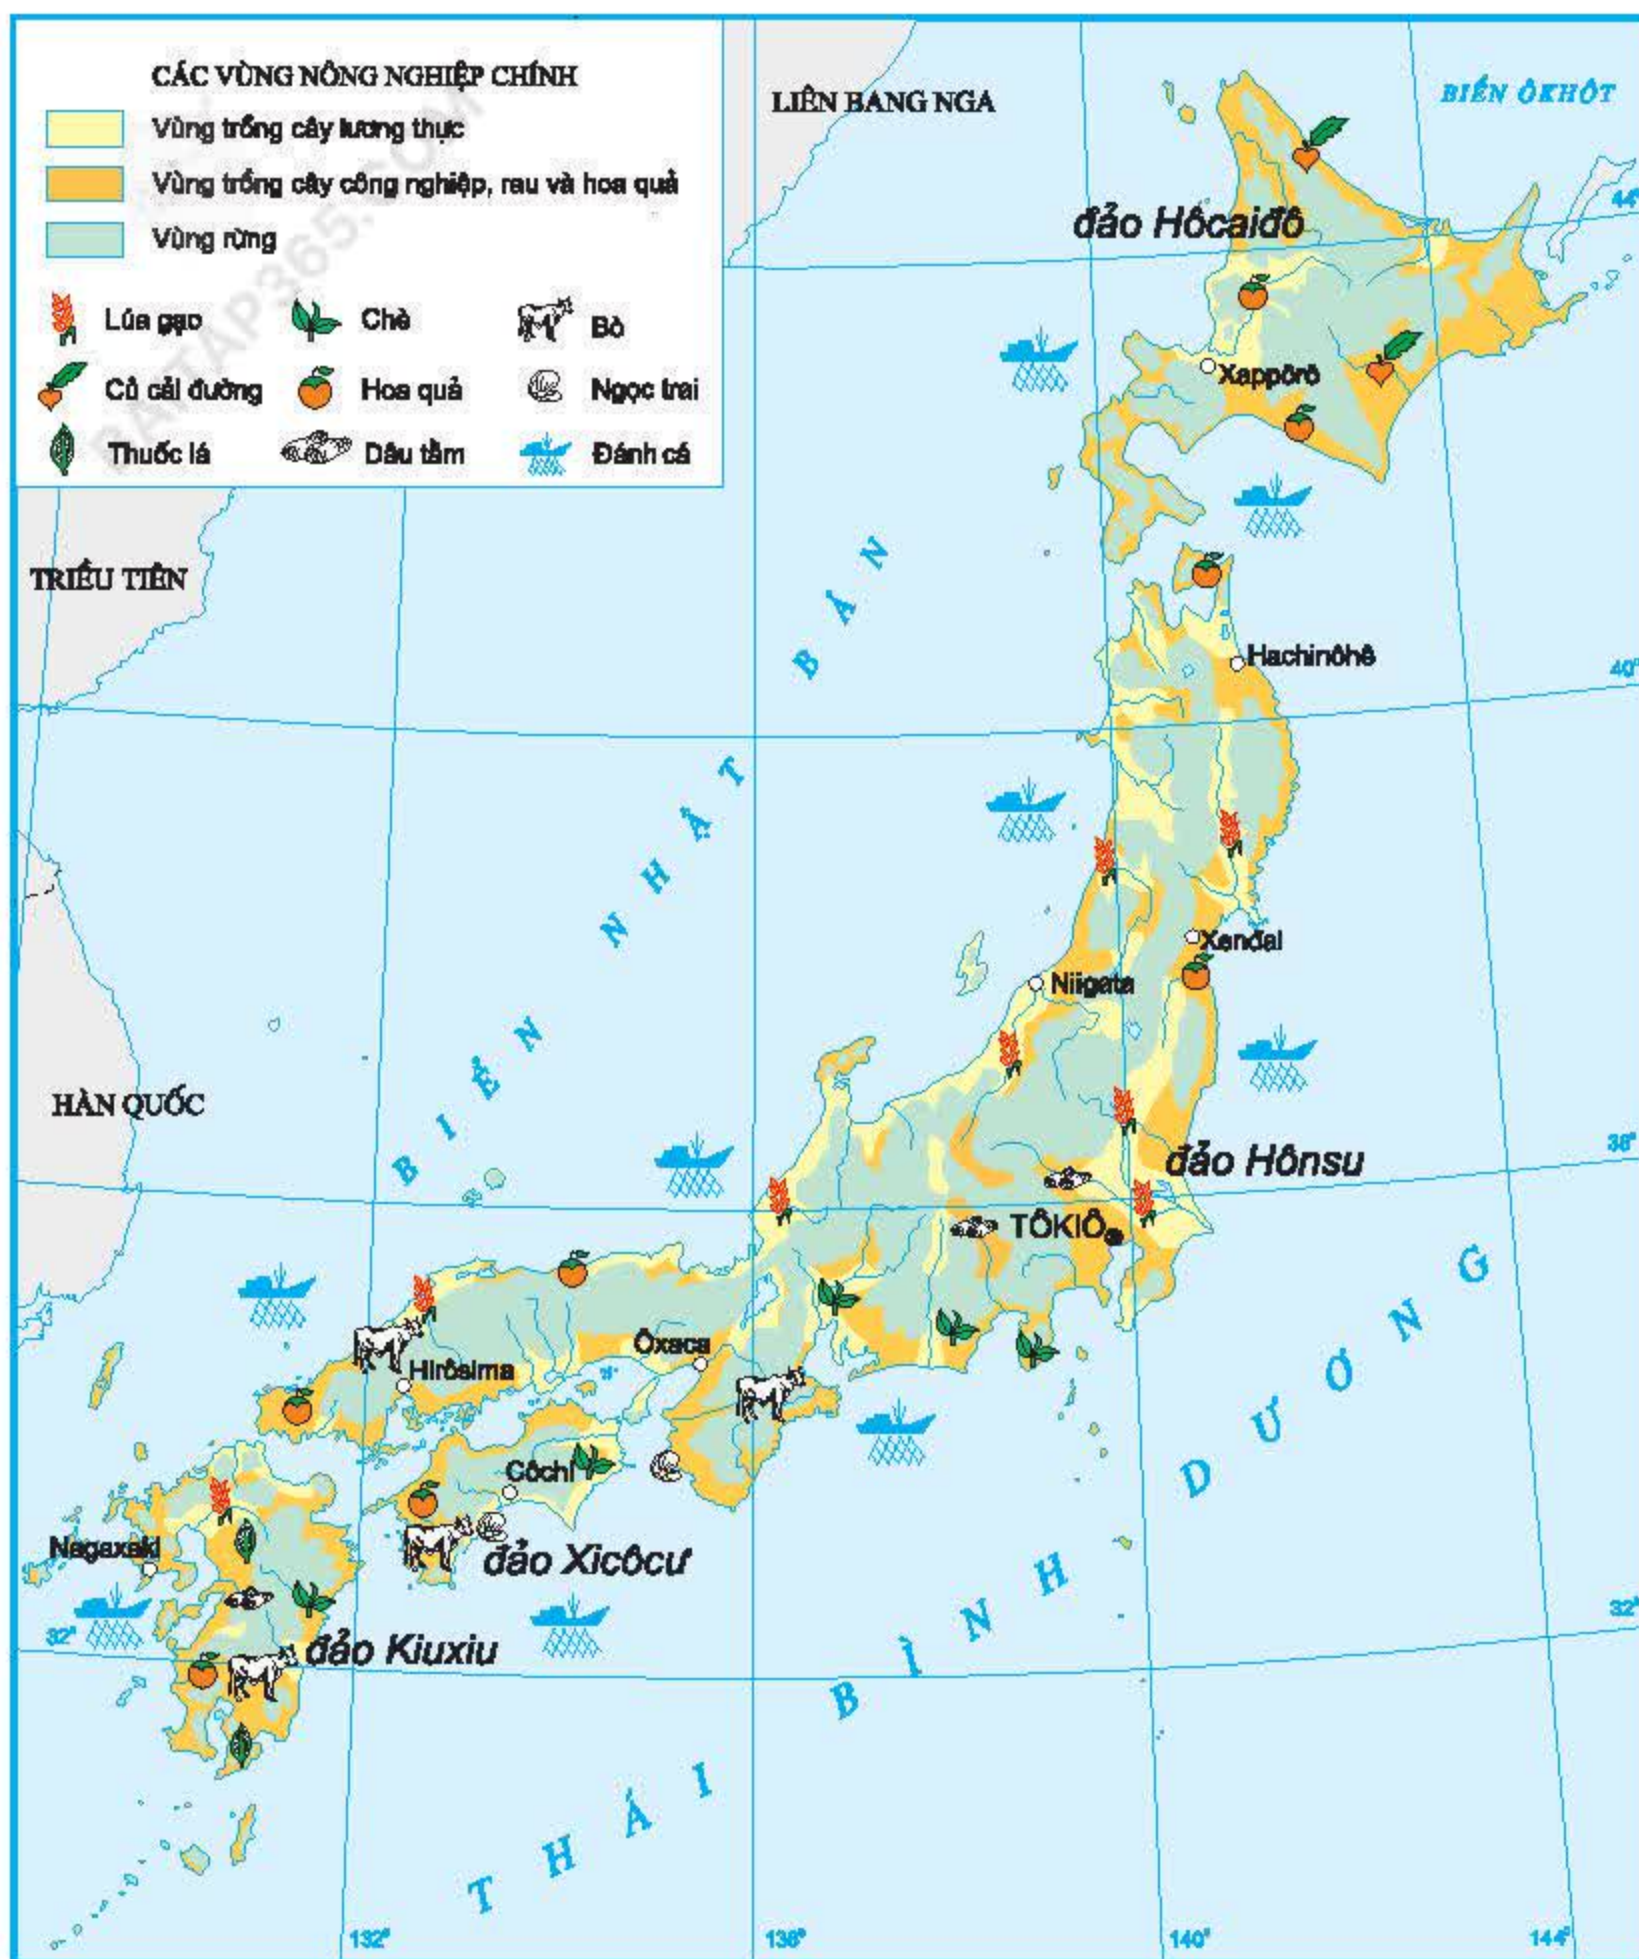 CÁC VÙNG NÔNG NGHIỆP CHÍNH
Vùng trồng cây lương thực
Vùng trồng cây công nghiệp, rau và hoa quả
Vùng rừng
Lúa gạo
Chè
Bò
Củ cải đường
Hoa quả
Ngọc trai
Thuốc lá
Dâu tằm
Đánh cá
BAITAP365.COM
LIÊN BANG NGA
BIỂN ÔKHÔT
44°
đảo Hôcaiđô
Xappôrô
TRIỀU TIÊN
Hachinôhê
40°
BIỂN NHẬT BẢN
Xenđai
Niigata
HÀN QUỐC
36°
đảo Hônsu
TÔKIÔ
Ôxaca
Hirôsima
Côchi
đảo Xicôcư
Nagaxaki
32°
32°
đảo Kiuxiu
THÁI BÌNH DƯƠNG
132°
136°
140°
144°